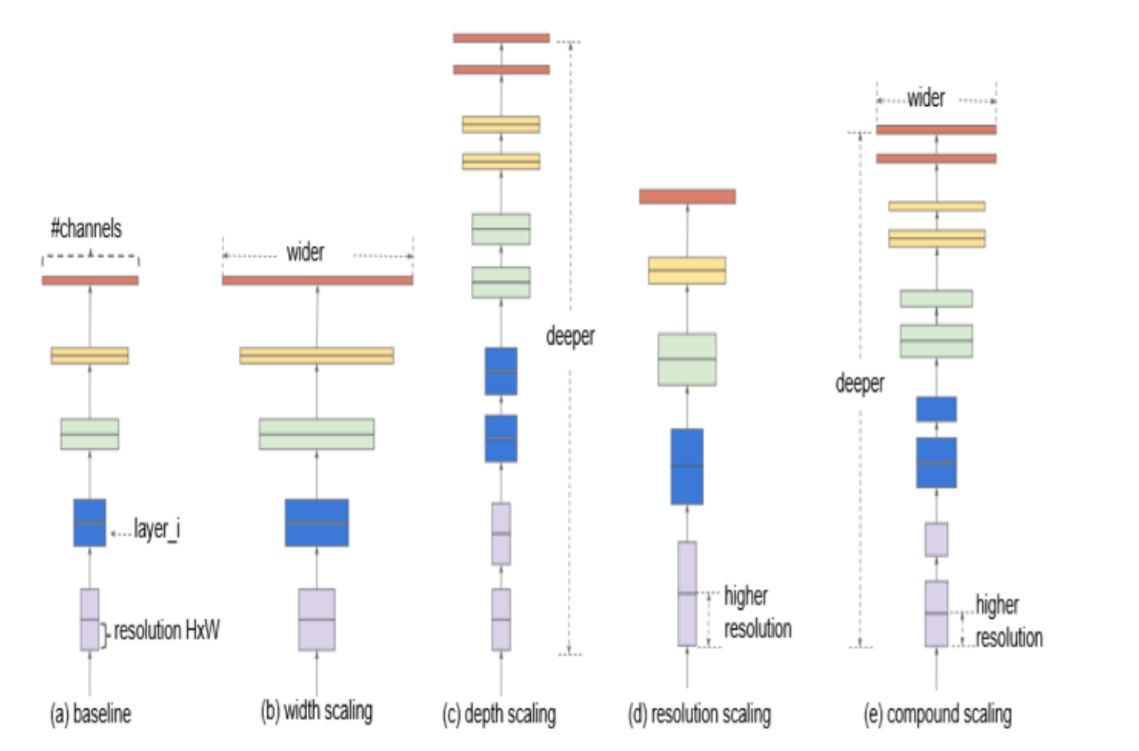 #channels
layer_i
resolution HxW
(a) baseline
wider
(b) width scaling
deeper
(c) depth scaling
higher
resolution
(d) resolution scaling
wider
deeper
higher
resolution
(e) compound scaling